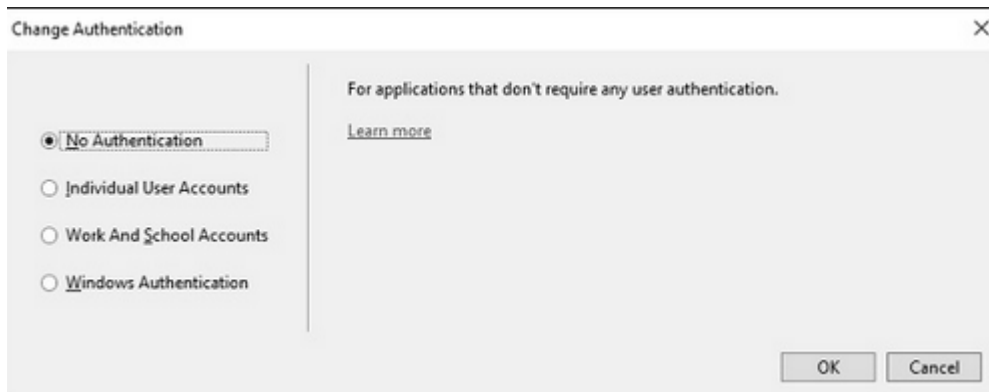 Change Authentication
For applications that don't require any user authentication.
Learn more
No Authentication
Individual User Accounts
Work And School Accounts
Windows Authentication
OK
Cancel